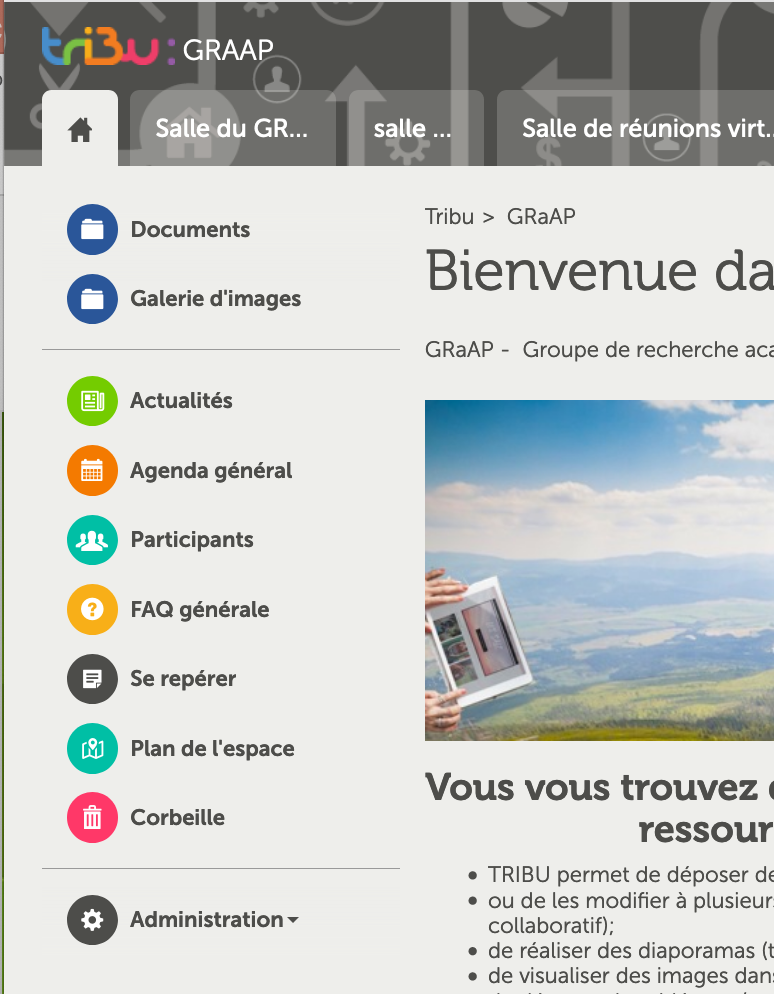 triBu : GRAAP
Salle du GR... salle ... Salle de réunions virt..
Documents
Galerie d'images
Actualités
Agenda général
Participants
FAQ générale
Se repérer
Plan de l'espace
Corbeille
Administration
Tribu > GRaAP
Bienvenue da
GRaAP - Groupe de recherche aca
Vous vous trouvez
ressour
• TRIBU permet de déposer de
• ou de les modifier à plusieurs
collaboratif);
• de réaliser des diaporamas (t
• de visualiser des images dans